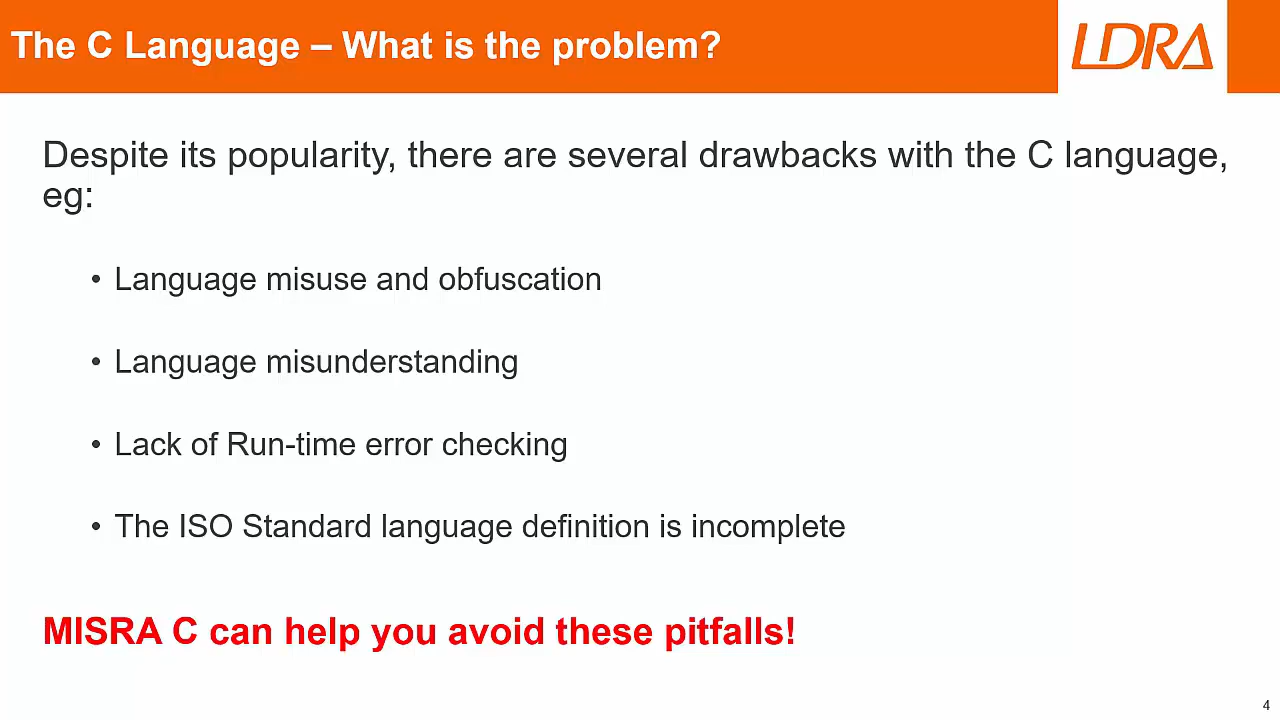 The C Language – What is the problem?
LDRA
Despite its popularity, there are several drawbacks with the C language,
eg:
• Language misuse and obfuscation
• Language misunderstanding
• Lack of Run-time error checking
• The ISO Standard language definition is incomplete
MISRA C can help you avoid these pitfalls!
4